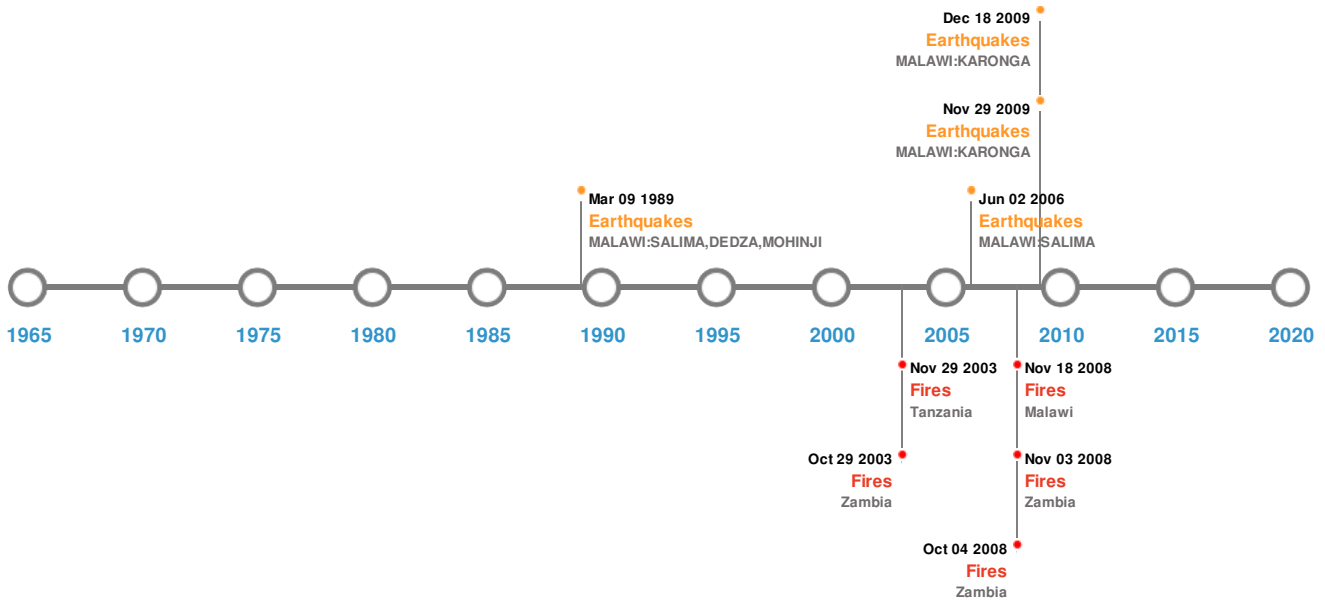 Dec 18 2009
Earthquakes
MALAWI:KARONGA
Nov 29 2009
Earthquakes
MALAWI:KARONGA
Mar 09 1989
Earthquakes
MALAWI:SALIMA,DEDZA,MOHINJI
Jun 02 2006
Earthquakes
MALAWI:SALIMA
1965 1970 1975 1980 1985 1990 1995 2000 2005 2010 2015 2020
Nov 29 2003
Fires
Tanzania
Nov 18 2008
Fires
Malawi
Oct 29 2003
Fires
Zambia
Nov 03 2008
Fires
Zambia
Oct 04 2008
Fires
Zambia